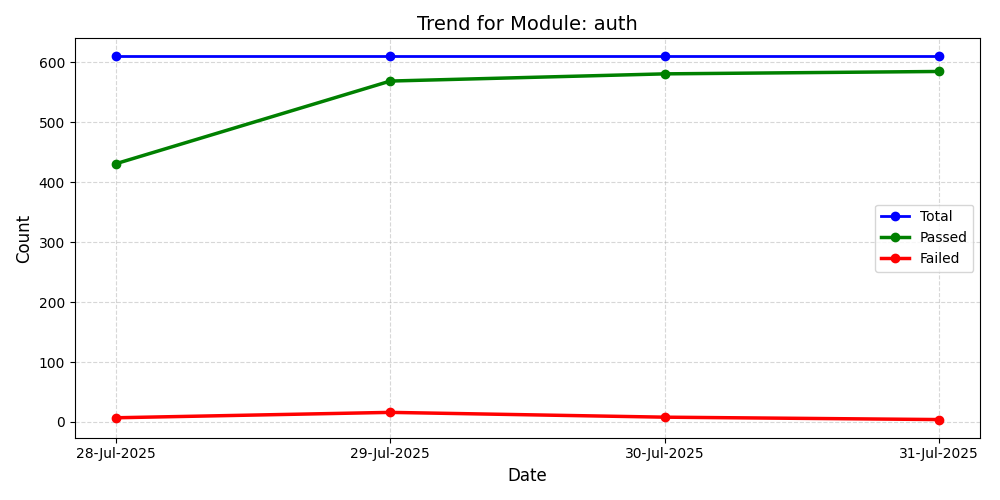 Trend for Module: auth
600
500
400
300
200
100
0
Count
Total
Passed
Failed
28-Jul-2025 29-Jul-2025 30-Jul-2025 31-Jul-2025
Date